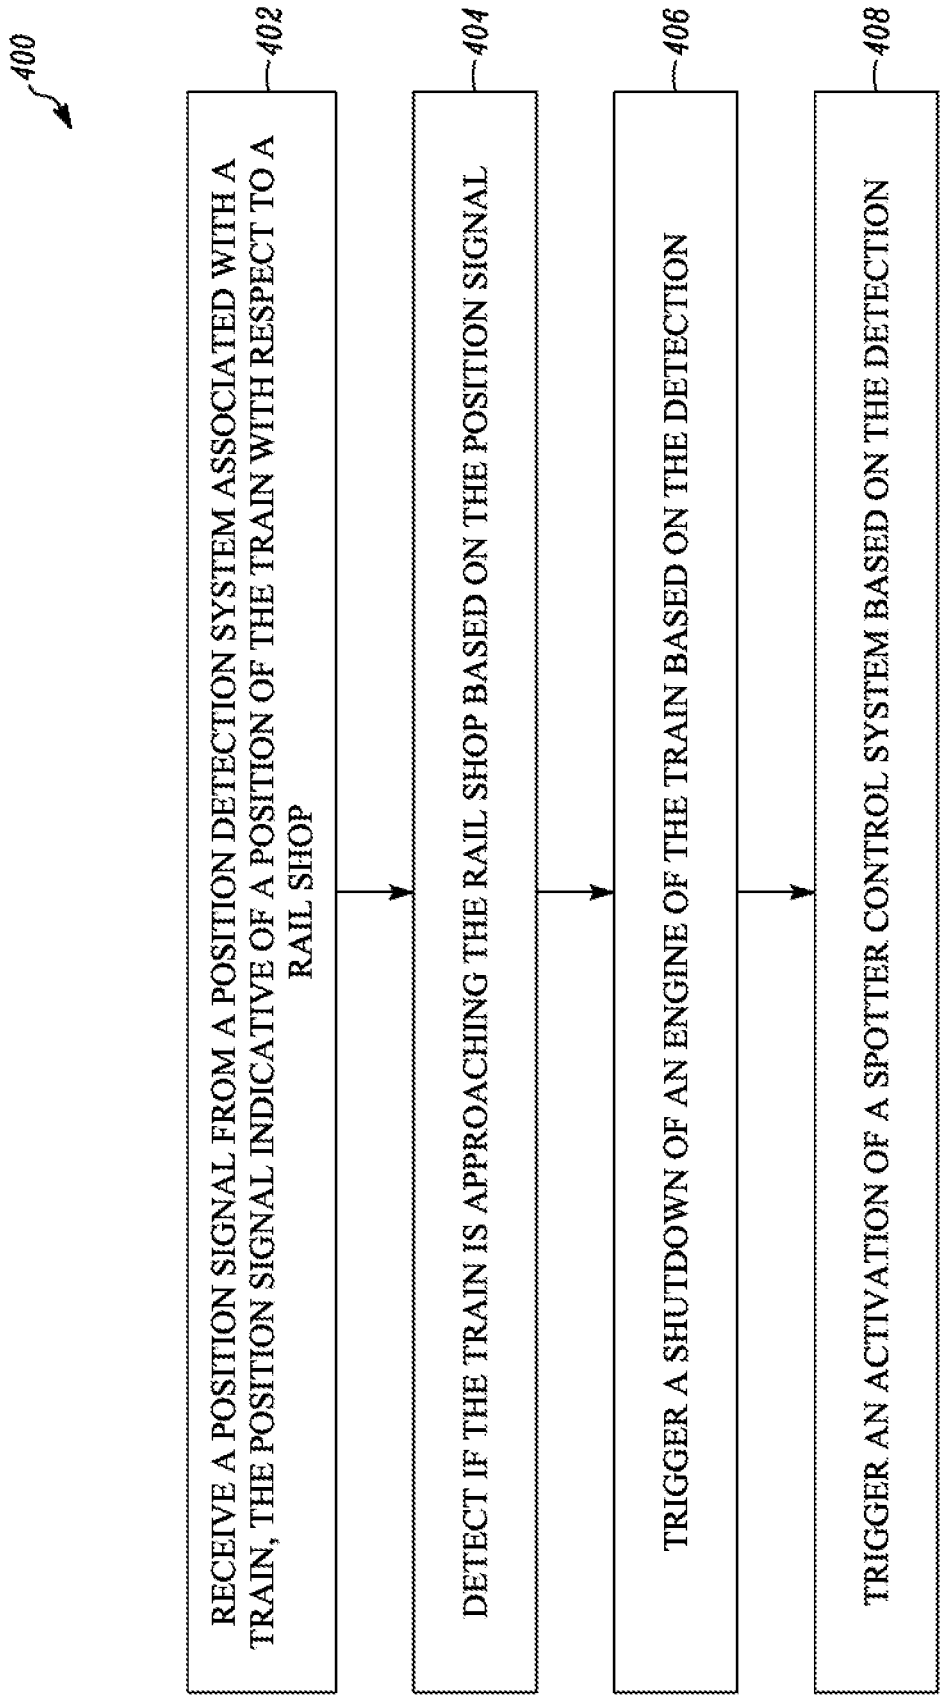 400
402
RECEIVE A POSITION SIGNAL FROM A POSITION DETECTION SYSTEM ASSOCIATED WITH A
TRAIN, THE POSITION SIGNAL INDICATIVE OF A POSITION OF THE TRAIN WITH RESPECT TO A
RAIL SHOP
404
DETECT IF THE TRAIN IS APPROACHING THE RAIL SHOP BASED ON THE POSITION SIGNAL
406
TRIGGER A SHUTDOWN OF AN ENGINE OF THE TRAIN BASED ON THE DETECTION
408
TRIGGER AN ACTIVATION OF A SPOTTER CONTROL SYSTEM BASED ON THE DETECTION